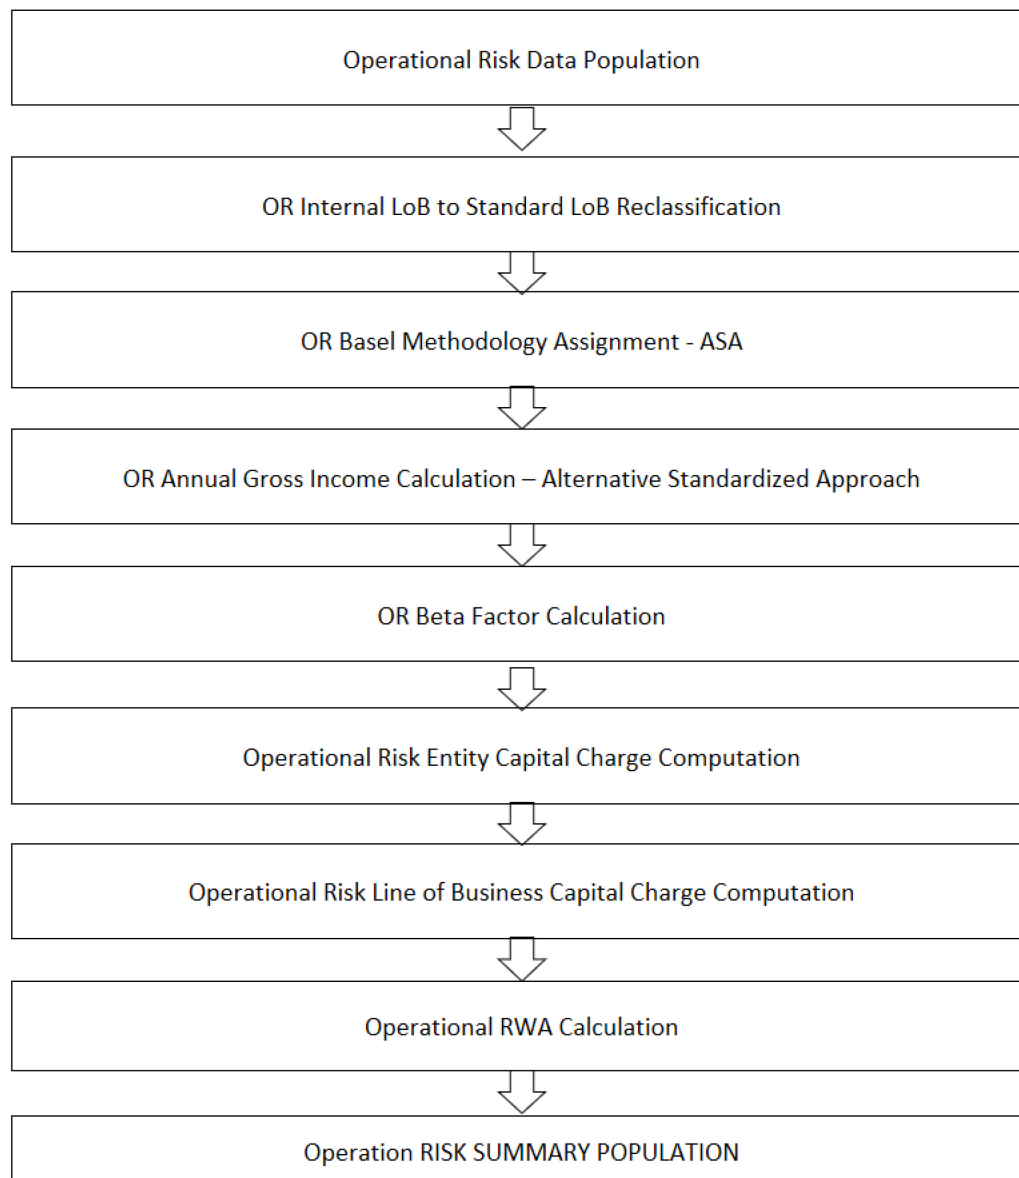 Operational Risk Data Population
OR Internal LoB to Standard LoB Reclassification
OR Basel Methodology Assignment - ASA
OR Annual Gross Income Calculation – Alternative Standardized Approach
OR Beta Factor Calculation
Operational Risk Entity Capital Charge Computation
Operational Risk Line of Business Capital Charge Computation
Operational RWA Calculation
Operation RISK SUMMARY POPULATION